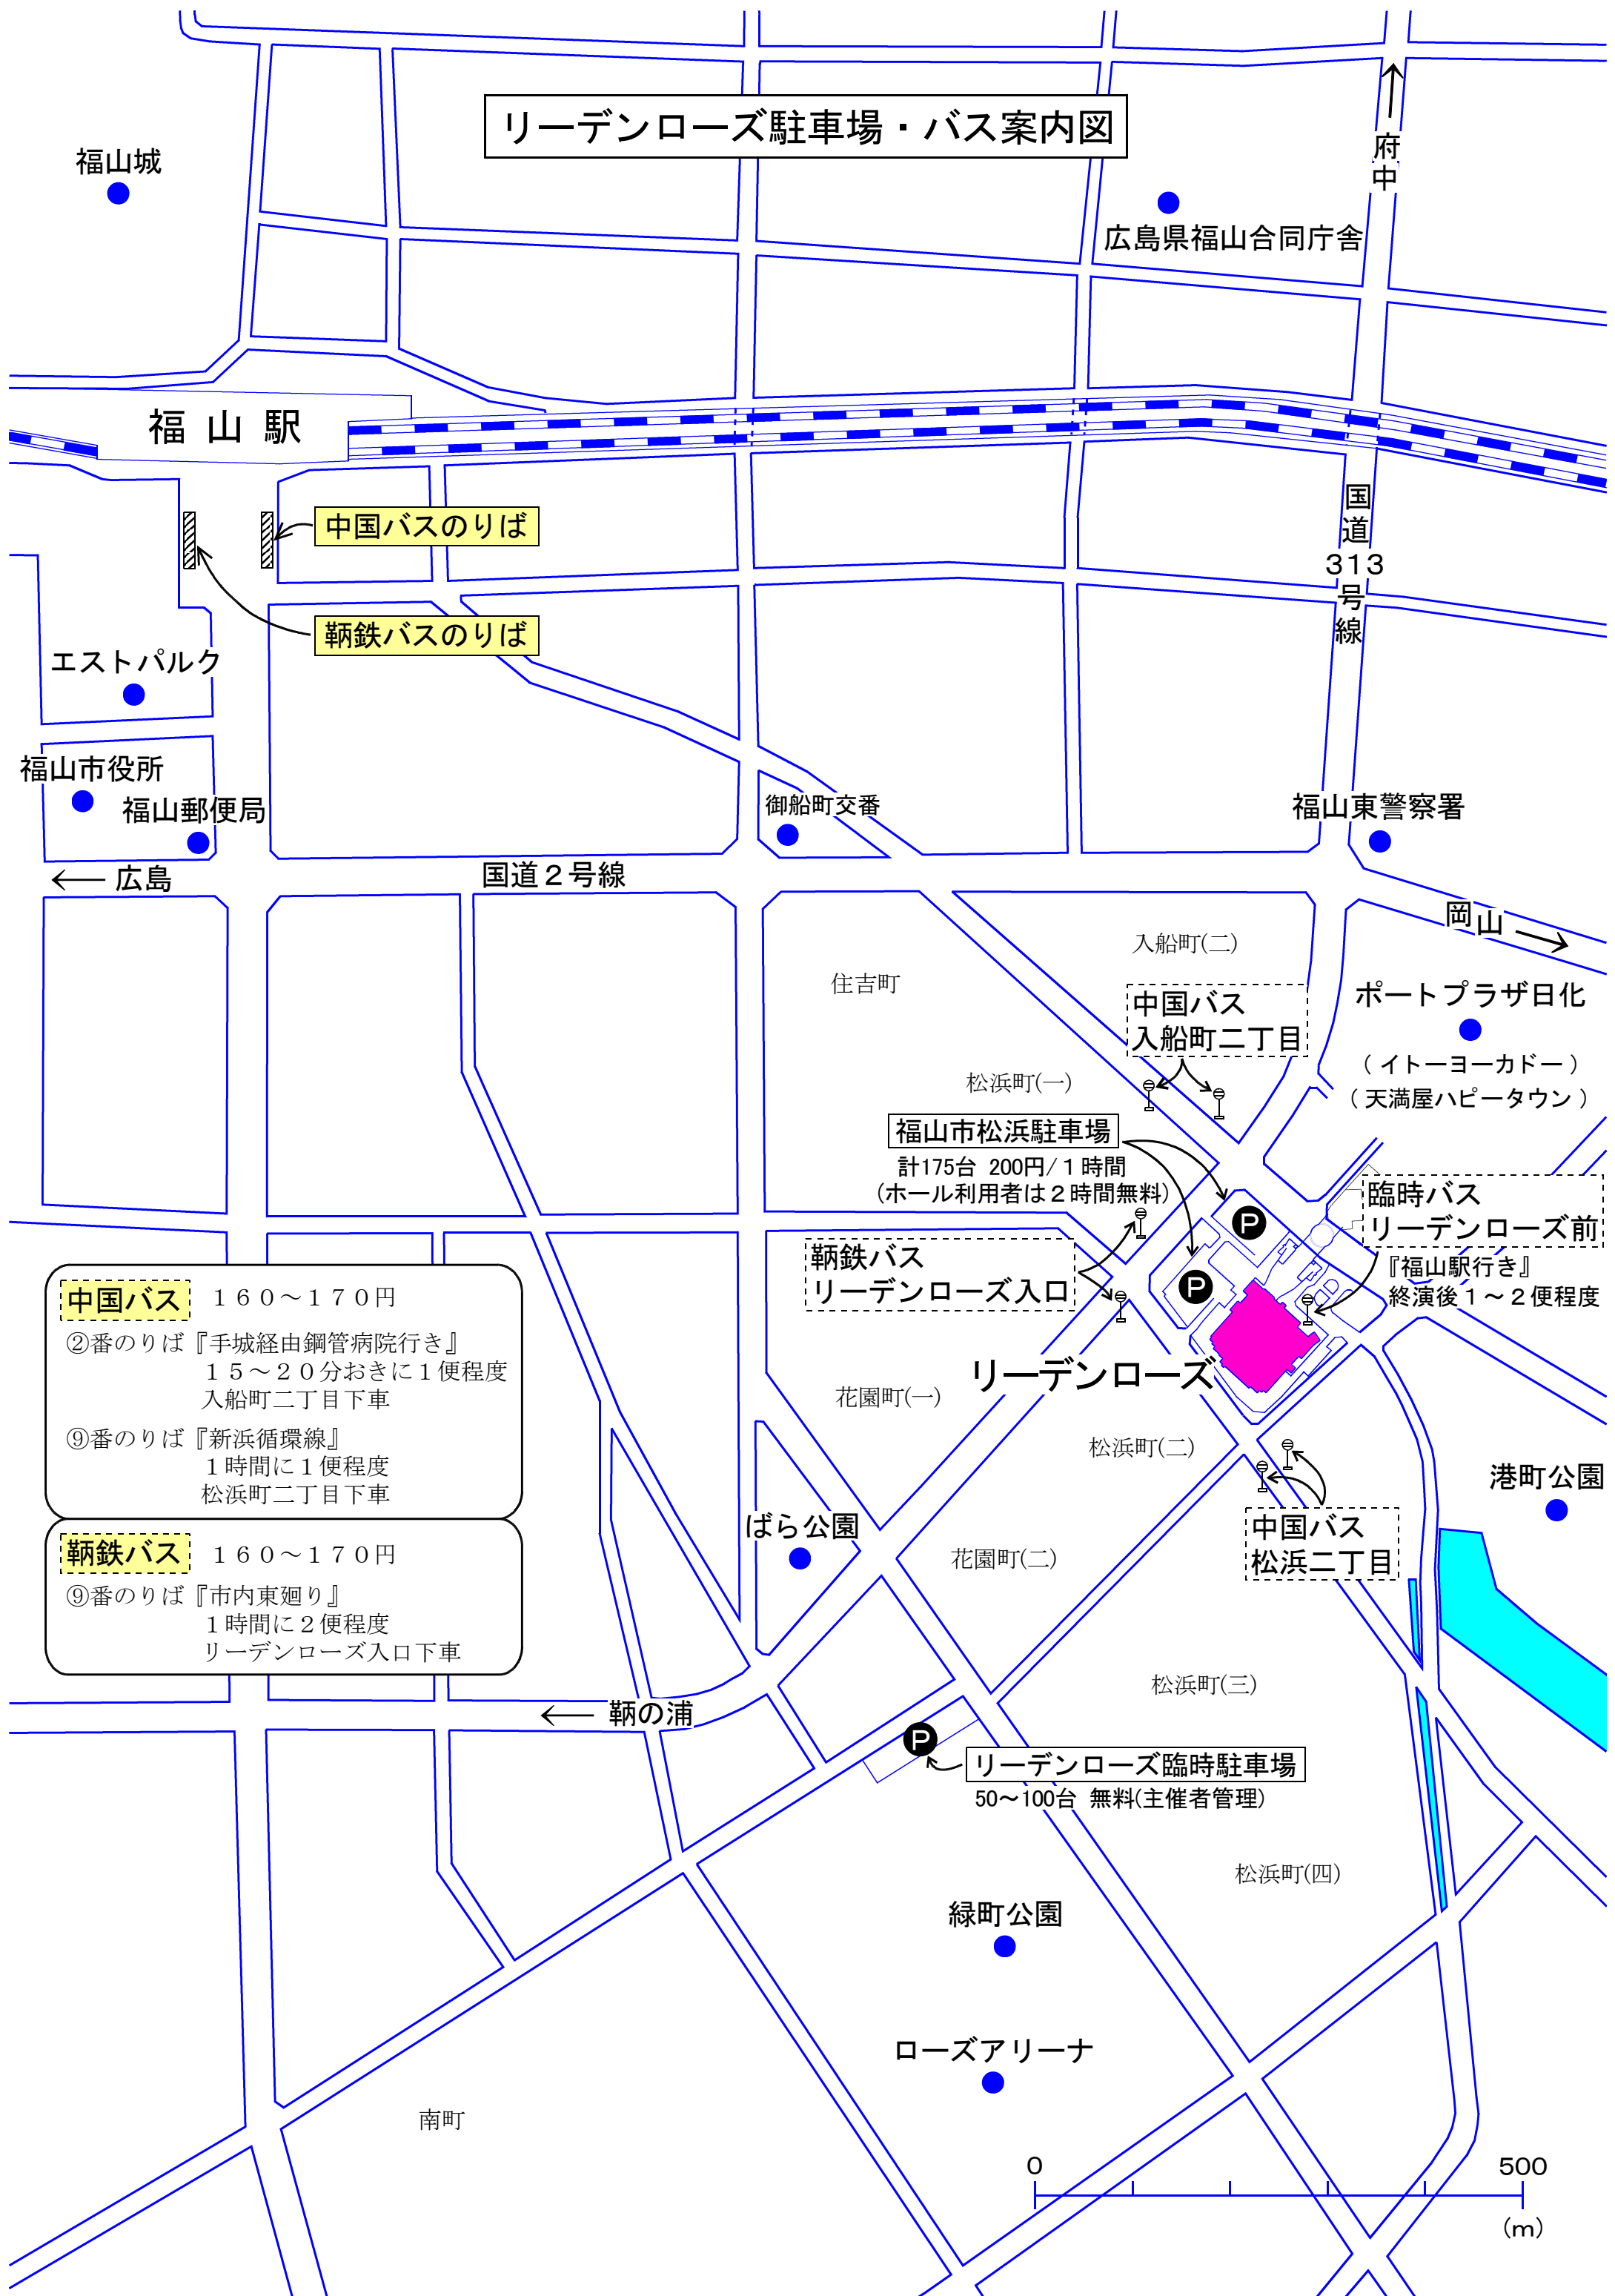 リーデンローズ駐車場・バス案内図
府中
福山城
広島県福山合同庁舎
福山駅
国道313号線
中国バスのりば
鞆鉄バスのりば
エストパルク
福山市役所
福山郵便局
御船町交番
福山東警察署
←広島
国道2号線
岡山→
入船町(二)
住吉町
ポートプラザ日化
(イトーヨーカドー)
(天満屋ハピータウン)
中国バス
入船町二丁目
松浜町(一)
福山市松浜駐車場
計175台 200円/1時間
(ホール利用者は2時間無料)
P
P
臨時バス
リーデンローズ前
『福山駅行き』
終演後1～2便程度
鞆鉄バス
リーデンローズ入口
リーデンローズ
花園町(一)
松浜町(二)
中国バス 160～170円
②番のりば『手城経由鋼管病院行き』
15～20分おきに1便程度
入船町二丁目下車
⑨番のりば『新浜循環線』
1時間に1便程度
松浜町二丁目下車
鞆鉄バス 160～170円
⑨番のりば『市内東廻り』
1時間に2便程度
リーデンローズ入口下車
港町公園
ばら公園
花園町(二)
中国バス
松浜二丁目
松浜町(三)
←鞆の浦
P
リーデンローズ臨時駐車場
50～100台 無料(主催者管理)
松浜町(四)
緑町公園
ローズアリーナ
南町
0 500
(m)